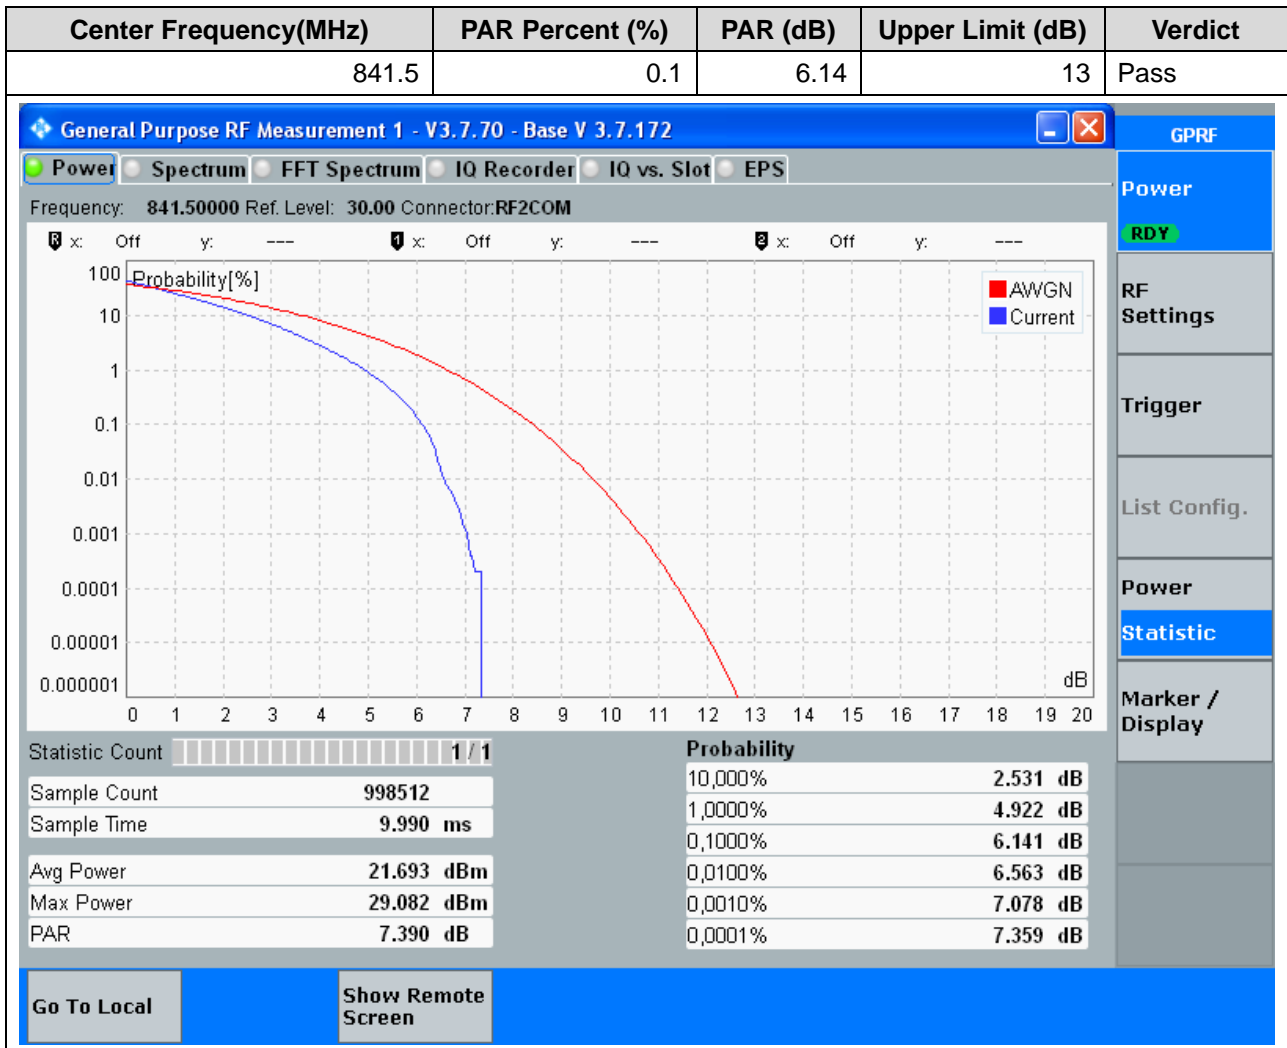 Center Frequency(MHz) PAR Percent (%) PAR (dB) Upper Limit (dB) Verdict
841.5 0.1 6.14 13 Pass
General Purpose RF Measurement 1 - V3.7.70 - Base V 3.7.172
GPRF
Power Spectrum FFT Spectrum IQ Recorder IQ vs. Slot EPS
Power
RDY
Frequency: 841.50000 Ref. Level: 30.00 Connector:RF2COM
R x: Off y: --- 1 x: Off y: --- 2 x: Off y: ---
Probability[%]
AWGN
Current
100
10
1
0.1
0.01
0.001
0.0001
0.00001
0.000001
dB
0 1 2 3 4 5 6 7 8 9 10 11 12 13 14 15 16 17 18 19 20
RF
Settings
Trigger
List Config.
Power
Statistic
Marker /
Display
Statistic Count 1 / 1
Sample Count 998512
Sample Time 9.990 ms
Avg Power 21.693 dBm
Max Power 29.082 dBm
PAR 7.390 dB
Probability
10,000% 2.531 dB
1,0000% 4.922 dB
0,1000% 6.141 dB
0,0100% 6.563 dB
0,0010% 7.078 dB
0,0001% 7.359 dB
Go To Local
Show Remote
Screen